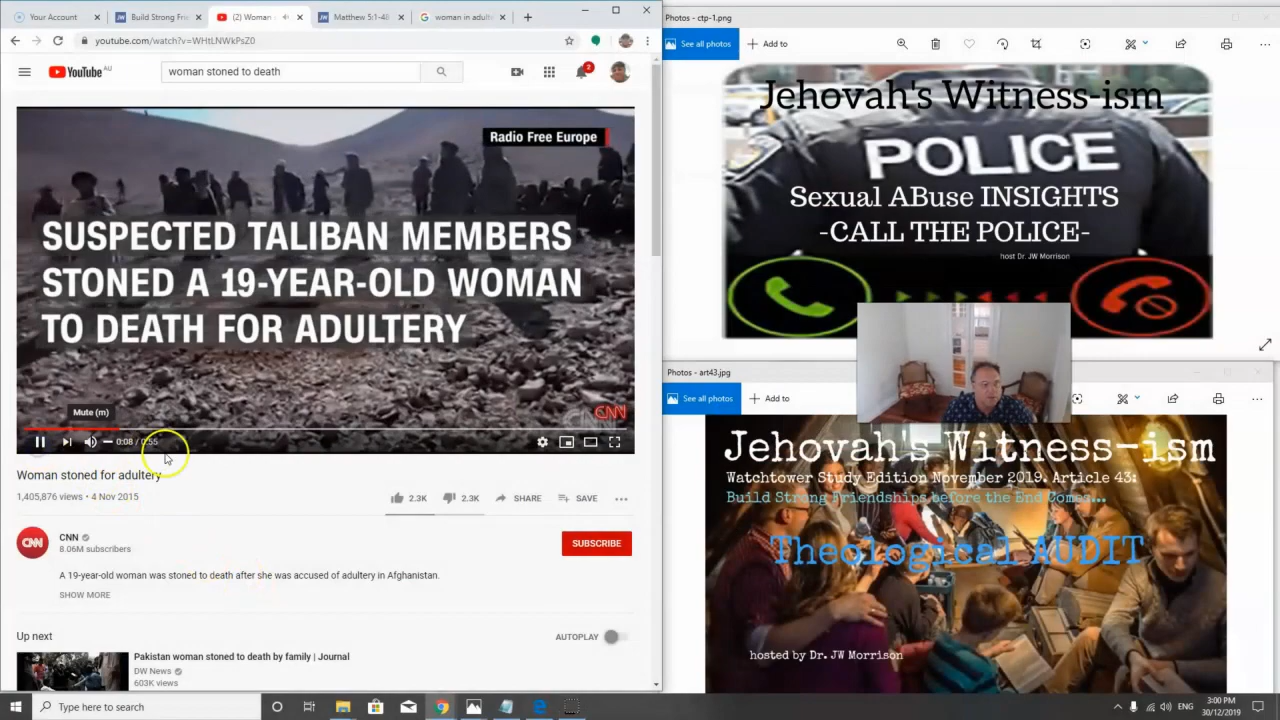 Your Account
Build Strong Frie
(2) Woman s
Matthew 5:1-48
woman in adulte
youtube.com/watch?v=WHtLNWkPsZ0
YouTube AU
woman stoned to death
2
Radio Free Europe
SUSPECTED TALIBAN MEMBERS
STONED A 19-YEAR-OLD WOMAN
TO DEATH FOR ADULTERY
CNN
Mute (m)
0:08 / 0:55
Woman stoned for adultery
1,405,876 views • 4 Nov 2015
2.3K
2.3K
SHARE
SAVE
CNN
CNN
8.06M subscribers
SUBSCRIBE
A 19-year-old woman was stoned to death after she was accused of adultery in Afghanistan.
SHOW MORE
Up next
AUTOPLAY
Pakistan woman stoned to death by family | Journal
DW News
603K views
Photos - ctp-1.png
See all photos
Add to
Jehovah's Witness-ism
POLICE
Sexual ABuse INSIGHTS
-CALL THE POLICE-
host Dr. JW Morrison
Photos - art43.jpg
See all photos
Add to
Jehovah's Witness-ism
Watchtower Study Edition November 2019. Article 43:
Build Strong Friendships before the End Comes...
Theological AUDIT
hosted by Dr. JW Morrison
Type here to search
ENG
3:00 PM
30/12/2019